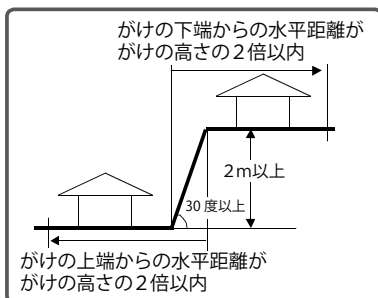 がけの下端からの水平距離が
がけの高さの２倍以内
2ｍ以上
30 度以上
がけの上端からの水平距離が
がけの高さの２倍以内